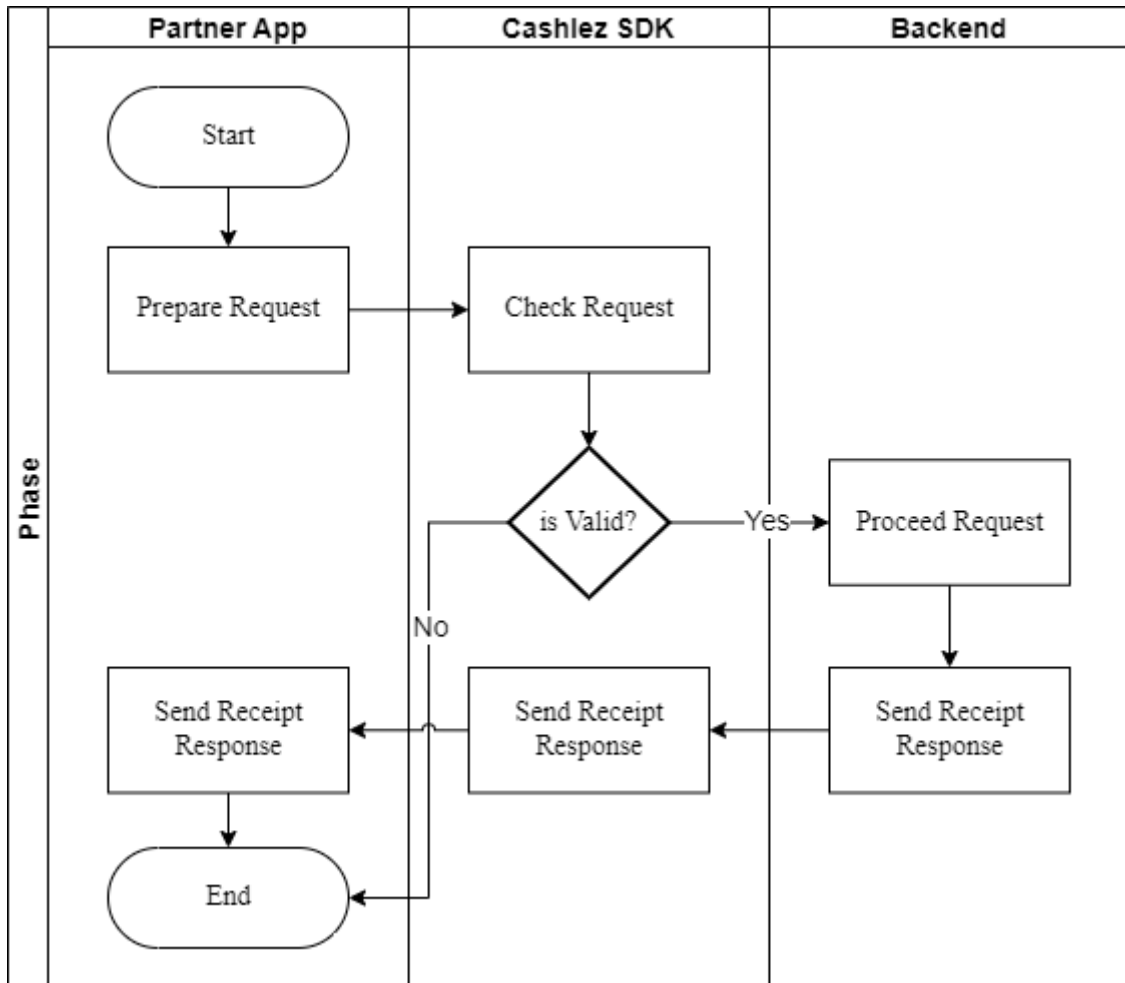 Partner App
Cashlez SDK
Backend
Phase
Start
Prepare Request
Check Request
is Valid?
Yes
Proceed Request
No
Send Receipt
Response
Send Receipt
Response
Send Receipt
Response
End